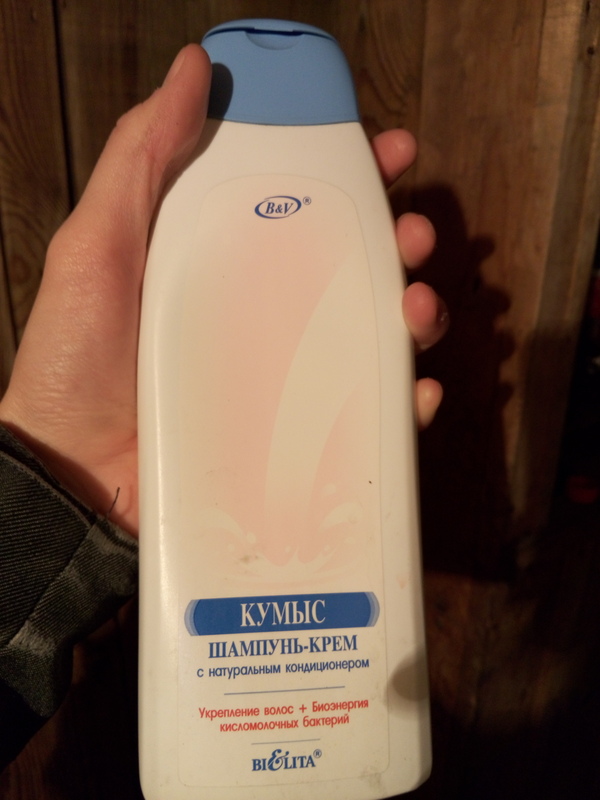 B&V®
КУМЫС
ШАМПУНЬ-КРЕМ
с натуральным кондиционером
Укрепление волос + Биоэнергия
кисломолочных бактерий
BIELITA®